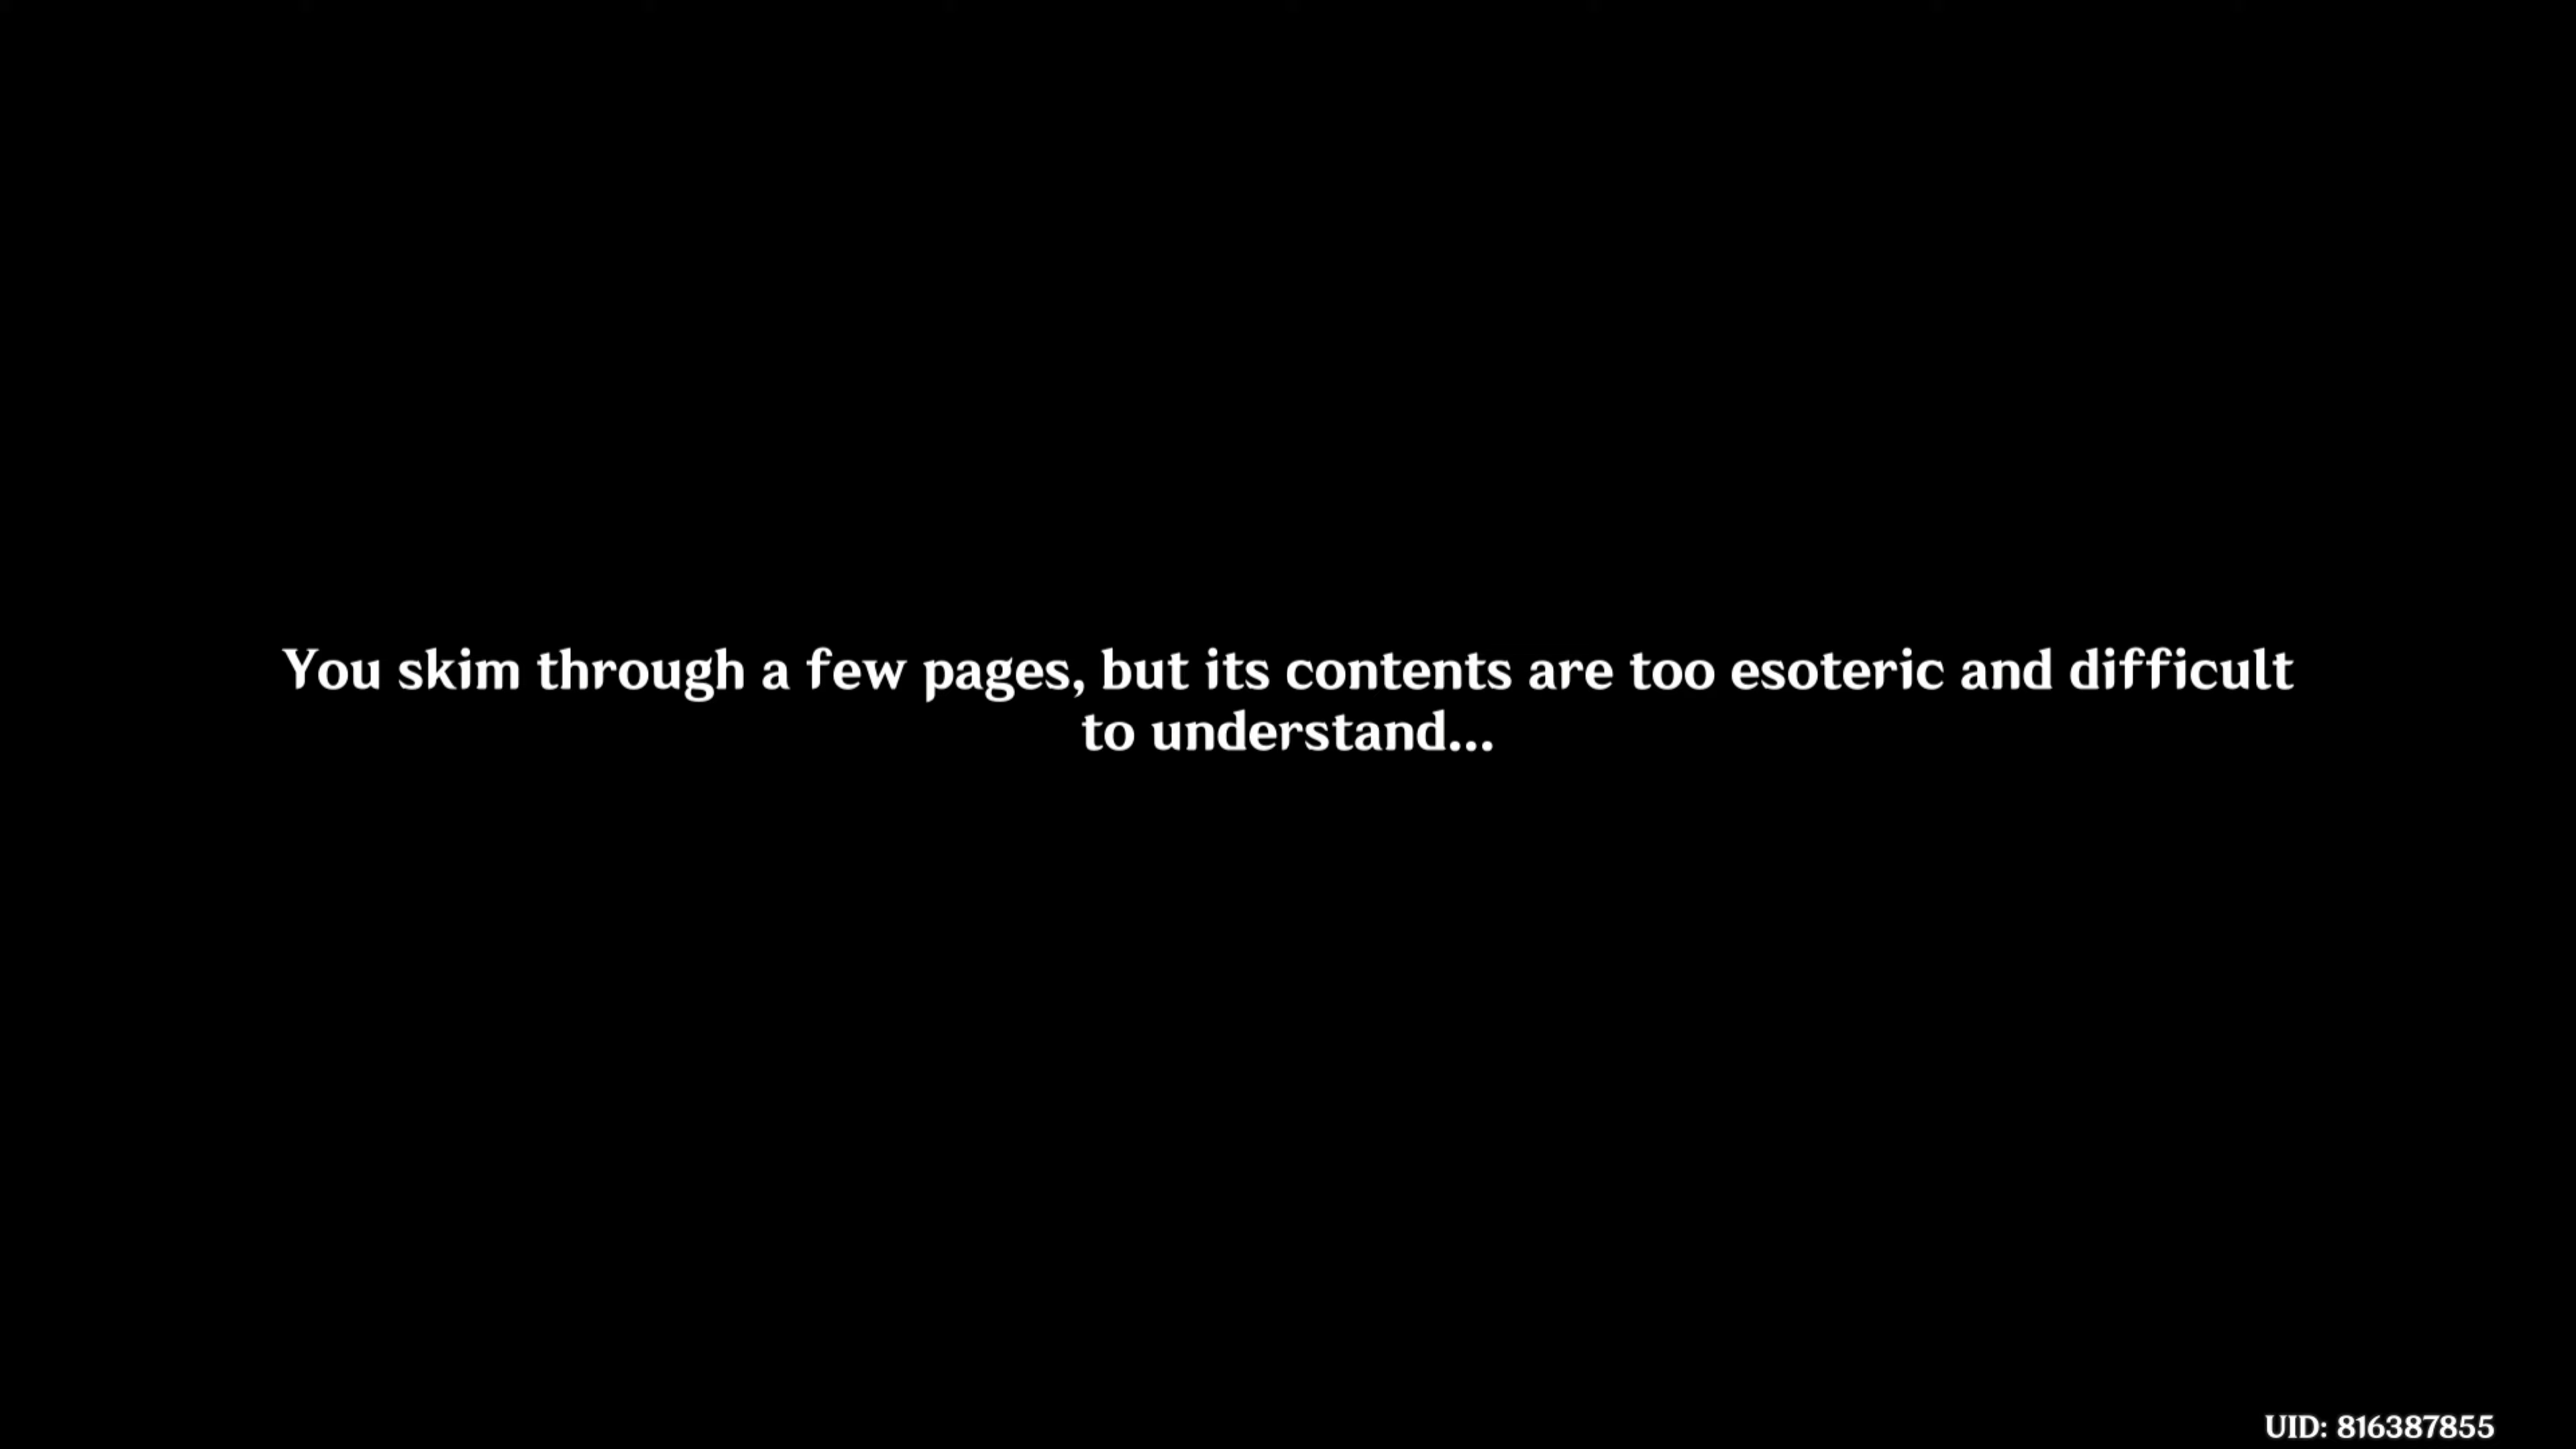 You skim through a few pages, but its contents are too esoteric and difficult
to understand...
UID: 816387855